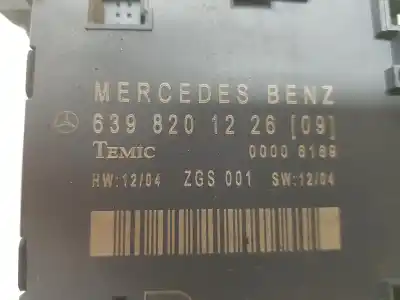 MERCEDES BENZ
639 820 12 26 [09]
TEMIC 0000 6189
HW:12/04 ZGS 001 SW:12/04